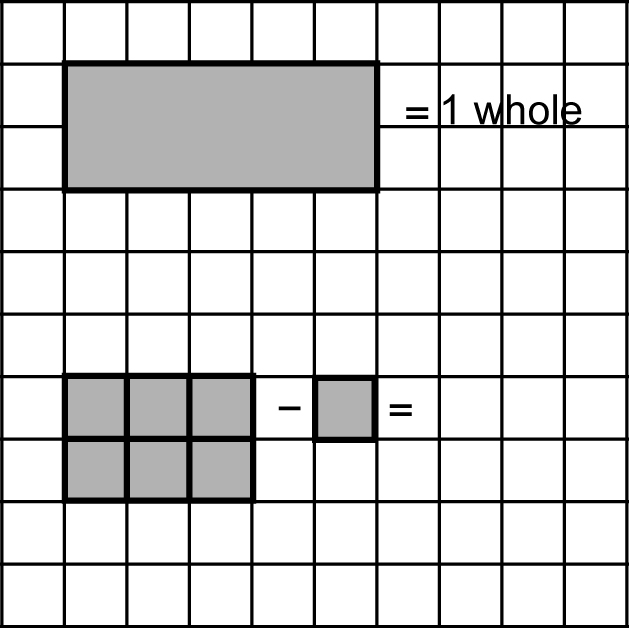 = 1 whole
− =